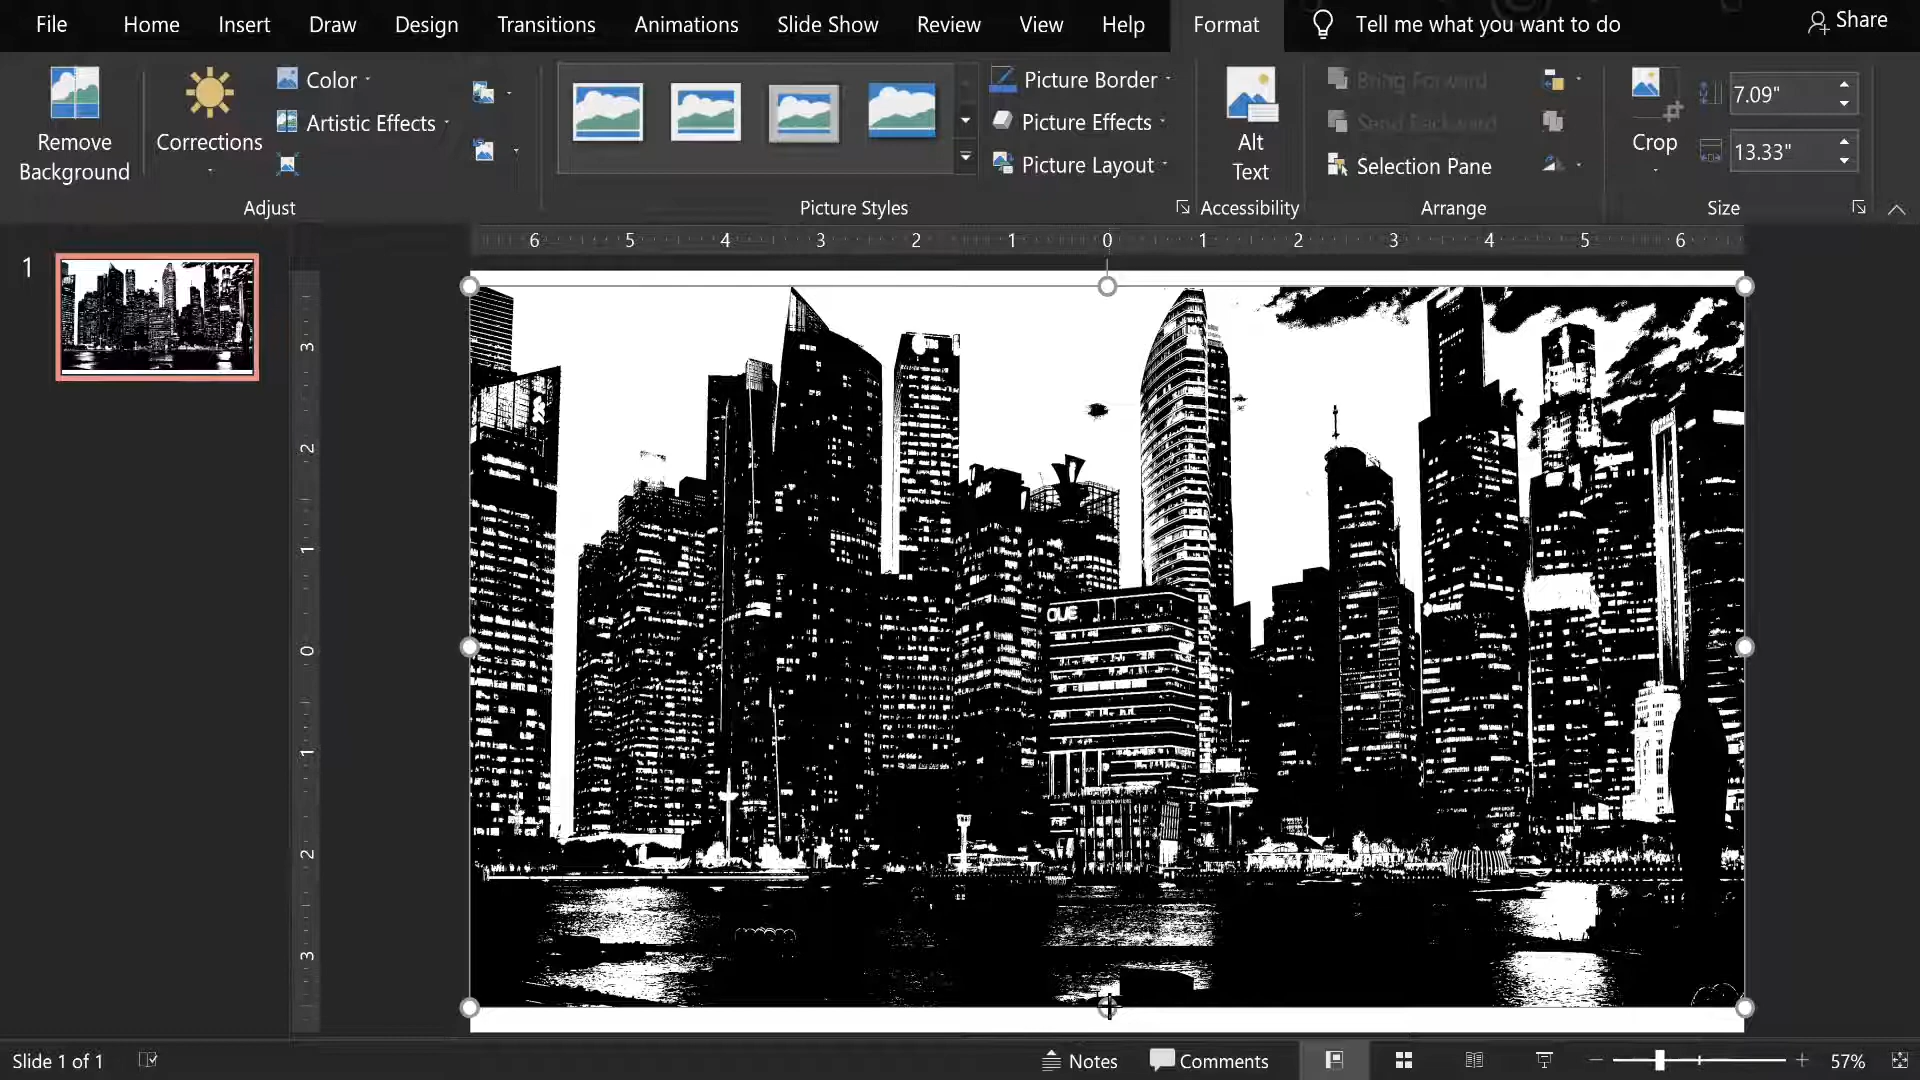 File Home Insert Draw Design Transitions Animations Slide Show Review View Help Format Tell me what you want to do Share
Remove Background
Corrections
Color
Artistic Effects
Adjust
Picture Border
Picture Effects
Picture Layout
Picture Styles
Alt Text
Accessibility
Bring Forward
Send Backward
Selection Pane
Arrange
Crop
7.09"
13.33"
Size
6 5 4 3 2 1 0 1 2 3 4 5 6
1
3
2
1
0
1
2
3
OUE
Slide 1 of 1 Notes Comments 57%